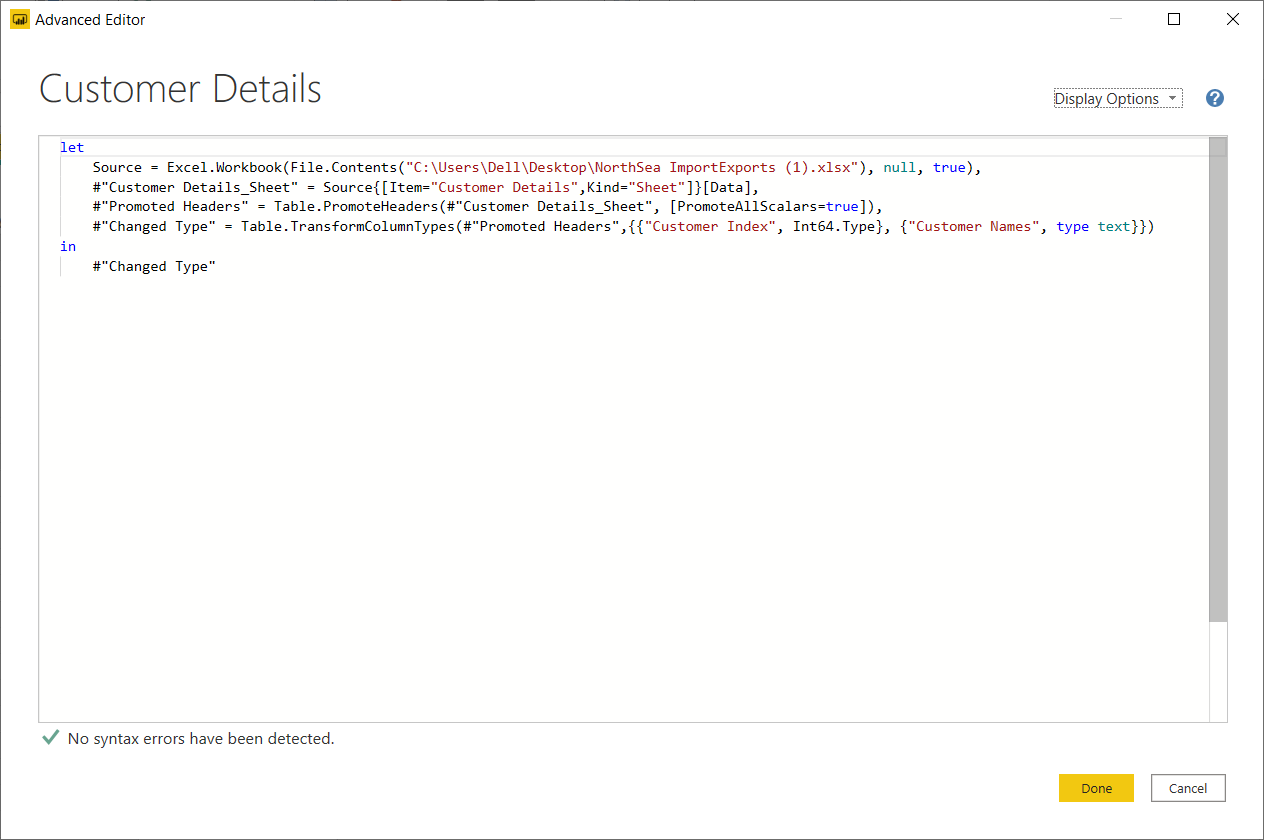 Advanced Editor
Customer Details
Display Options
?
let
    Source = Excel.Workbook(File.Contents("C:\Users\Dell\Desktop\NorthSea ImportExports (1).xlsx"), null, true),
    #"Customer Details_Sheet" = Source{[Item="Customer Details",Kind="Sheet"]}[Data],
    #"Promoted Headers" = Table.PromoteHeaders(#"Customer Details_Sheet", [PromoteAllScalars=true]),
    #"Changed Type" = Table.TransformColumnTypes(#"Promoted Headers",{{"Customer Index", Int64.Type}, {"Customer Names", type text}})
in
    #"Changed Type"
No syntax errors have been detected.
Done
Cancel